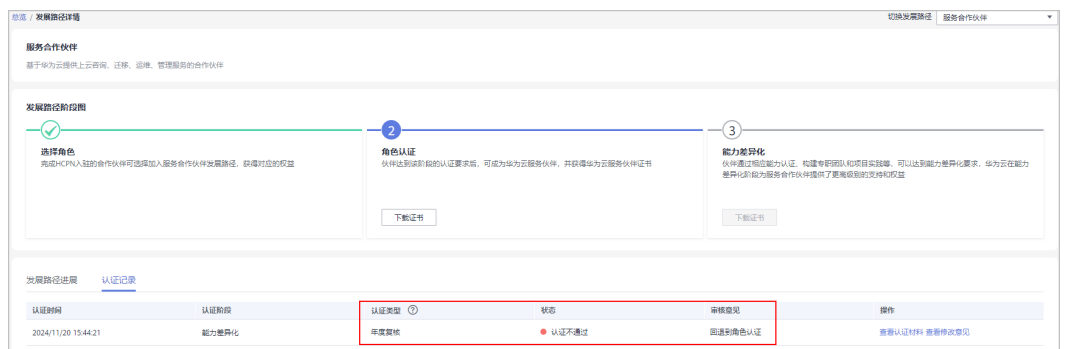 总览 / 发展路径详情 切换发展路径 服务合作伙伴
服务合作伙伴
基于华为云提供上云咨询、迁移、运维、管理服务的合作伙伴
发展路径阶段图
2 3
选择角色 角色认证 能力差异化
完成HCPN入驻的合作伙伴可选择加入服务合作伙伴发展路径，获得对应的权益 伙伴达到该阶段的认证要求后，可成为华为云服务伙伴，并获得华为云服务伙伴证书 伙伴通过相应能力认证、构建专职团队和项目实践等，可以达到能力差异化要求，华为云在能力
差异化阶段为服务合作伙伴提供了更高级别的支持和权益
下载证书 下载证书
发展路径进展 认证记录
认证时间 认证阶段 认证类型 ? 状态 审核意见 操作
2024/11/20 15:44:21 能力差异化 年度复核 认证不通过 回退到角色认证 查看认证材料 查看修改意见